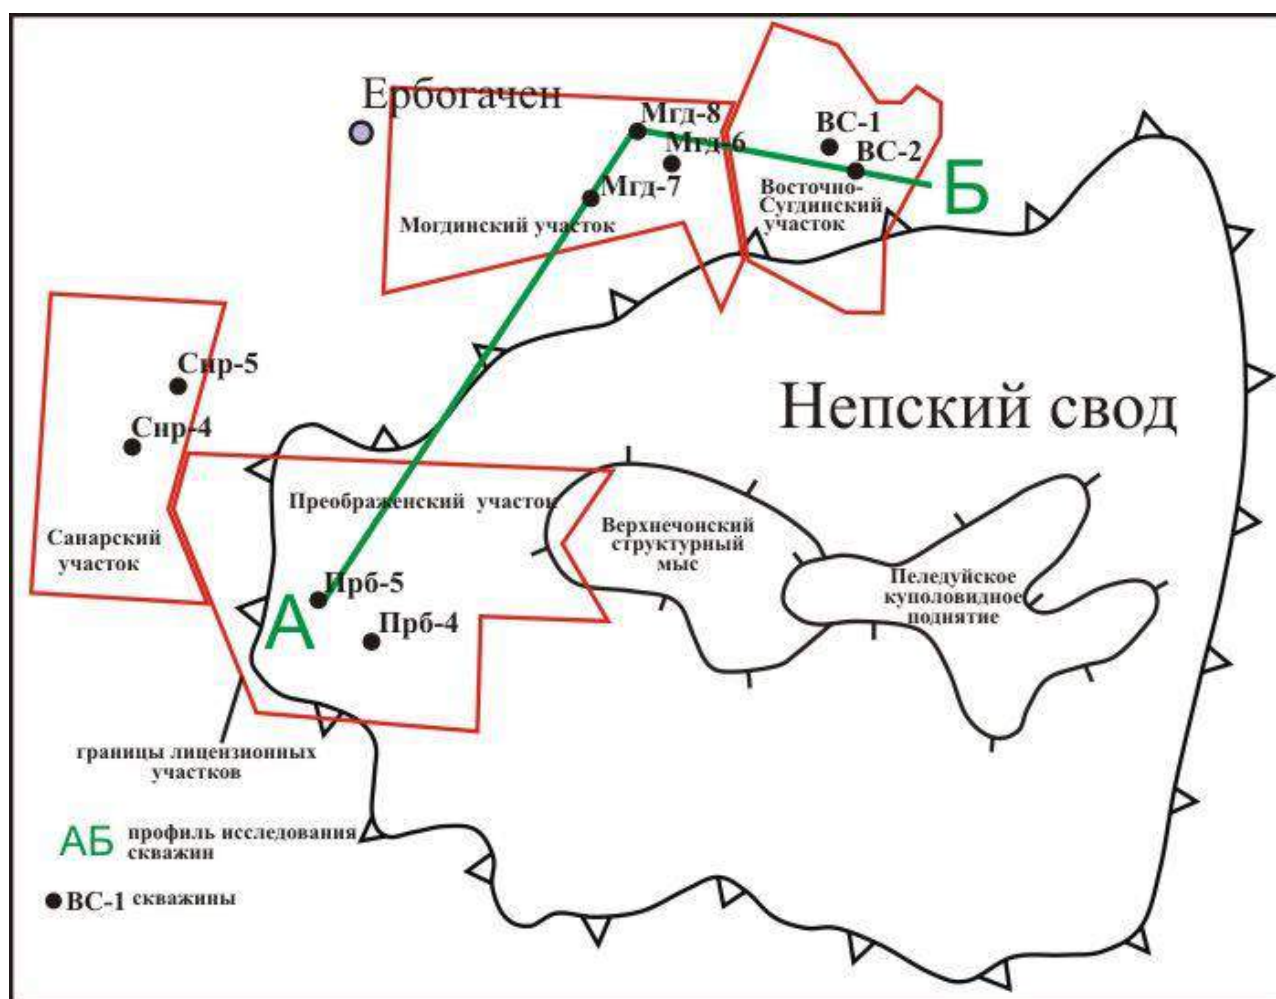 Ербогачен
Мгд-8
Мгд-6
ВС-1
ВС-2
Мгд-7
Восточно-
Сугдинский
участок
Б
Могдинский участок
Снр-5
Снр-4
Непский свод
Преображенский участок
Санарский
участок
Верхнечонский
структурный
мыс
Пеледуйское
куполовидное
поднятие
Прб-5
А
Прб-4
границы лицензионных
участков
АБ профиль исследования
скважин
ВС-1 скважины